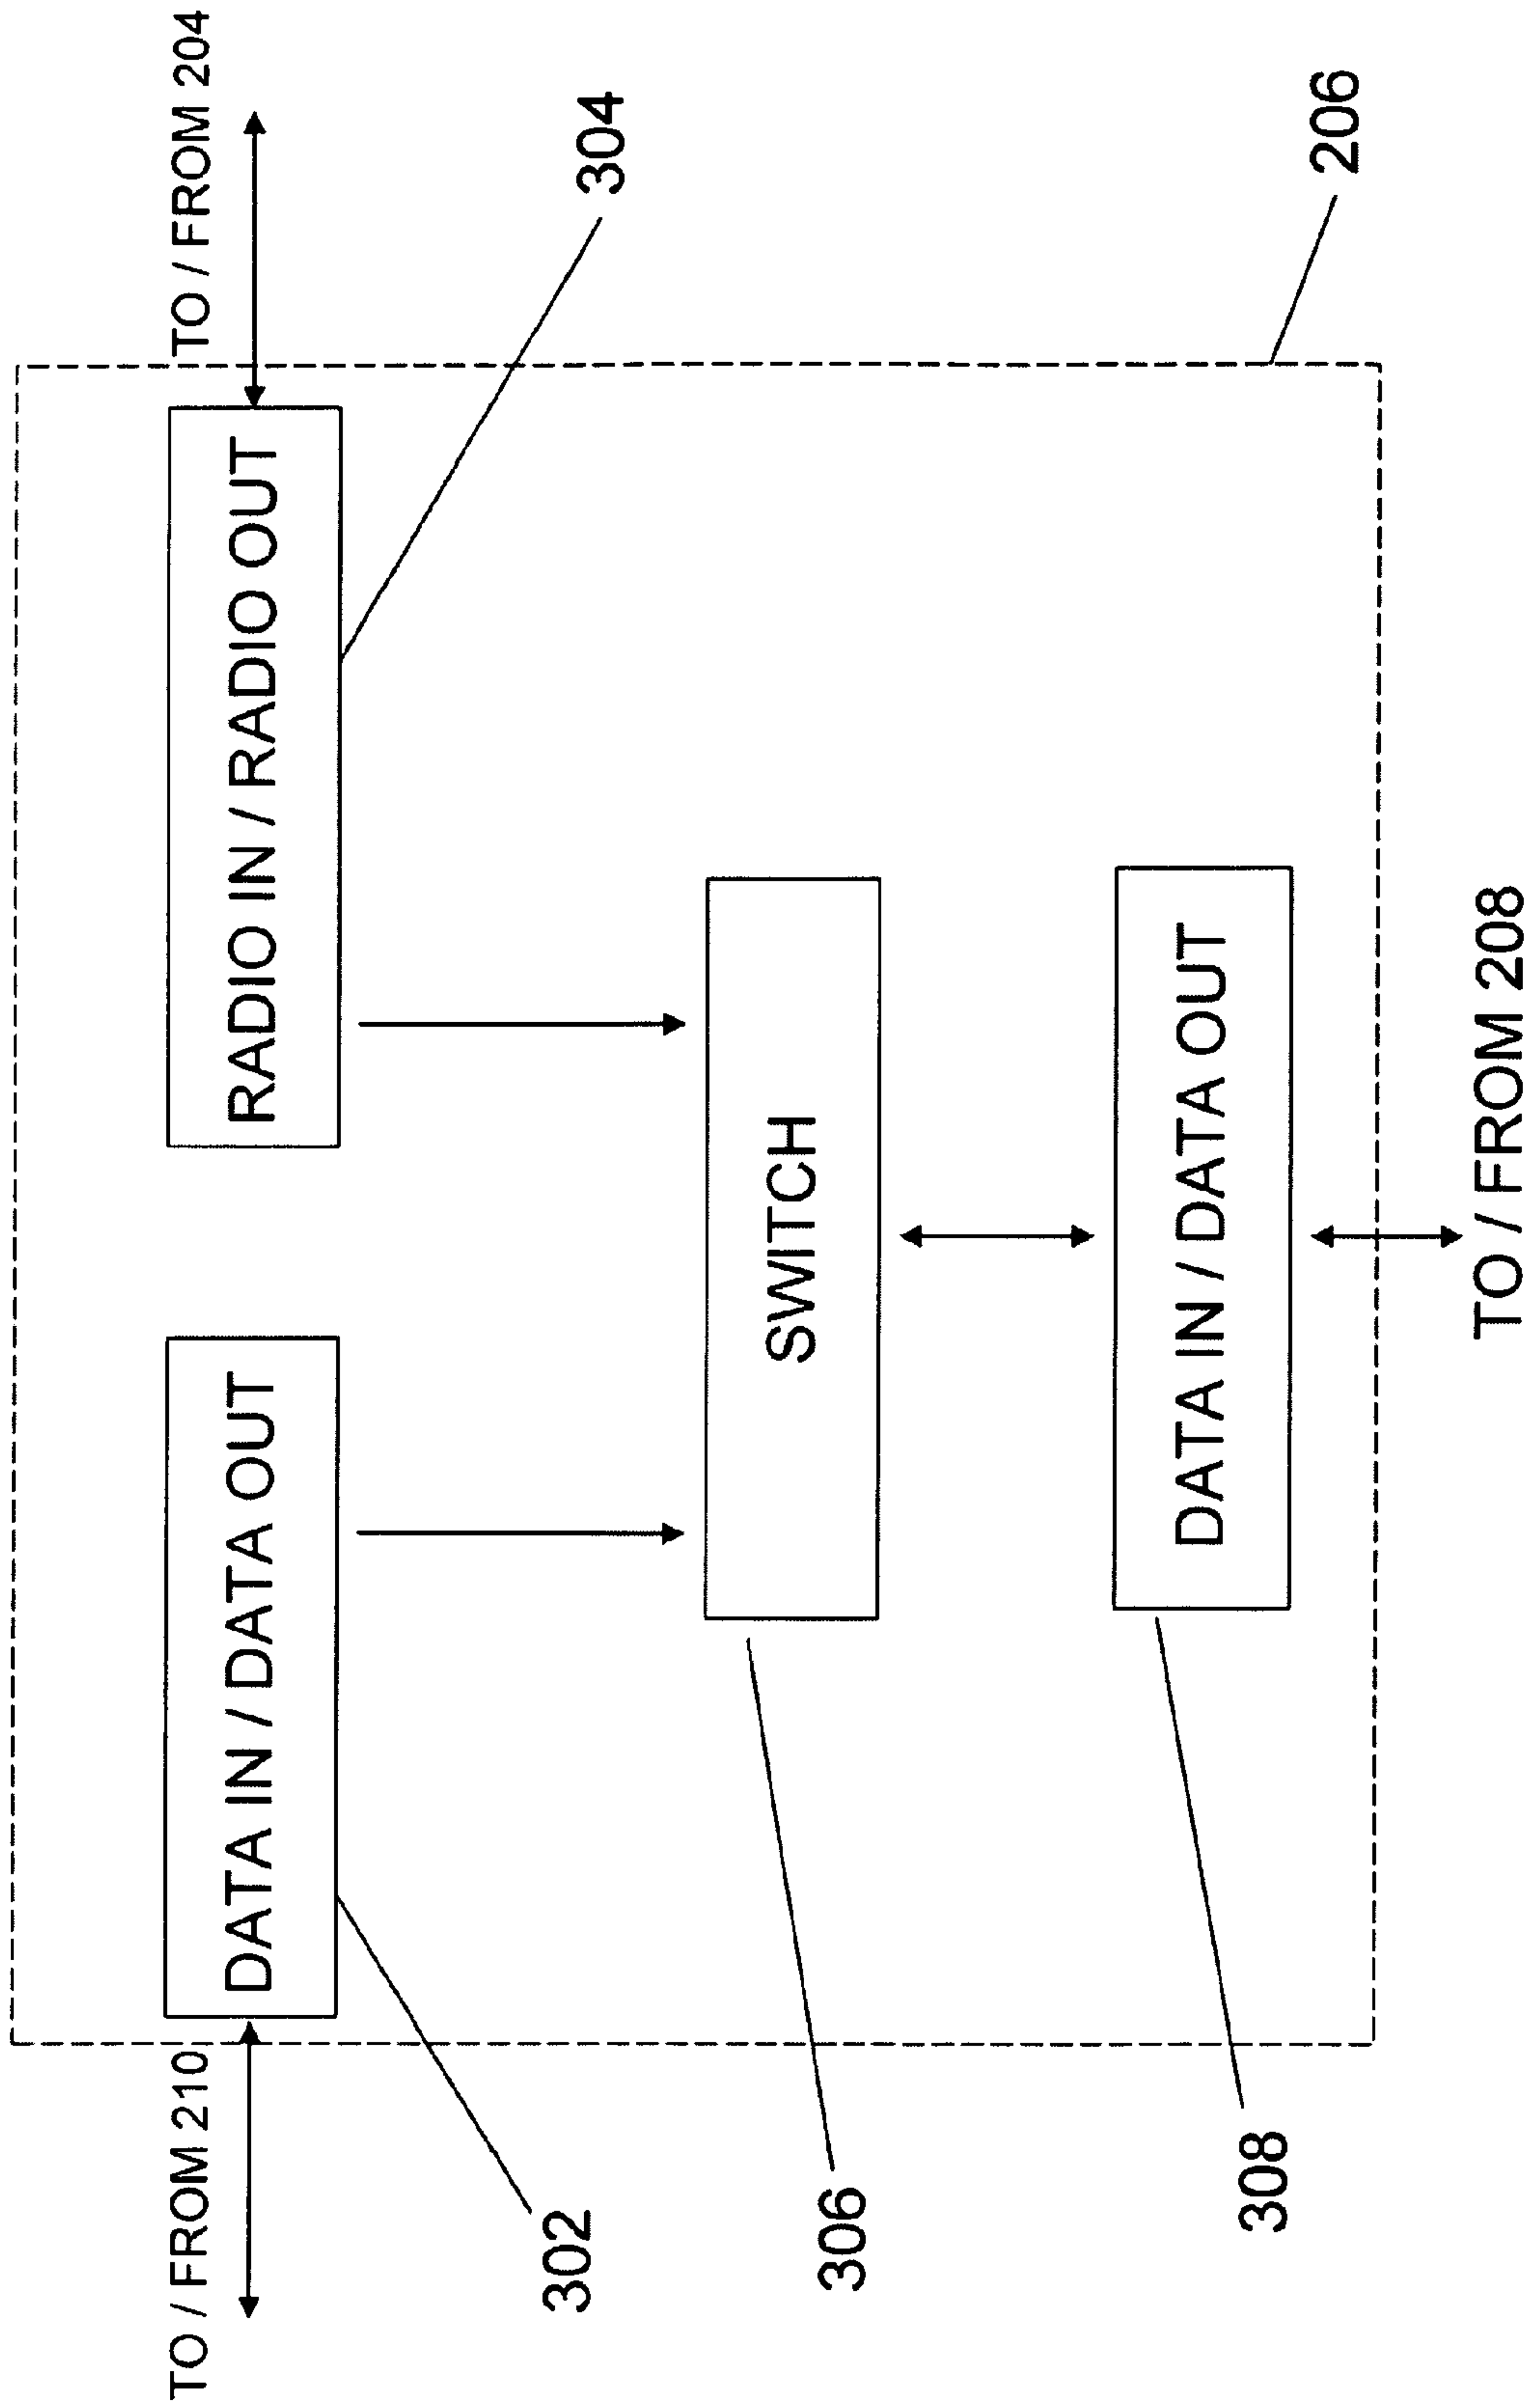 TO / FROM 210
TO / FROM 204
DATA IN / DATA OUT
RADIO IN / RADIO OUT
302
304
SWITCH
306
DATA IN / DATA OUT
308
206
TO / FROM 208